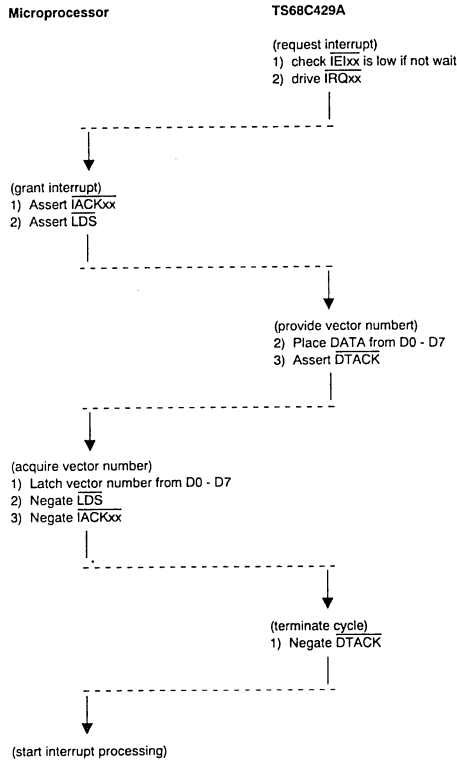 Microprocessor TS68C429A
(request interrupt)
1) check IEIxx is low if not wait
2) drive IRQxx
(grant interrupt)
1) Assert IACKxx
2) Assert LDS
(provide vector numbert)
2) Place DATA from D0 - D7
3) Assert DTACK
(acquire vector number)
1) Latch vector number from D0 - D7
2) Negate LDS
3) Negate IACKxx
(terminate cycle)
1) Negate DTACK
(start interrupt processing)